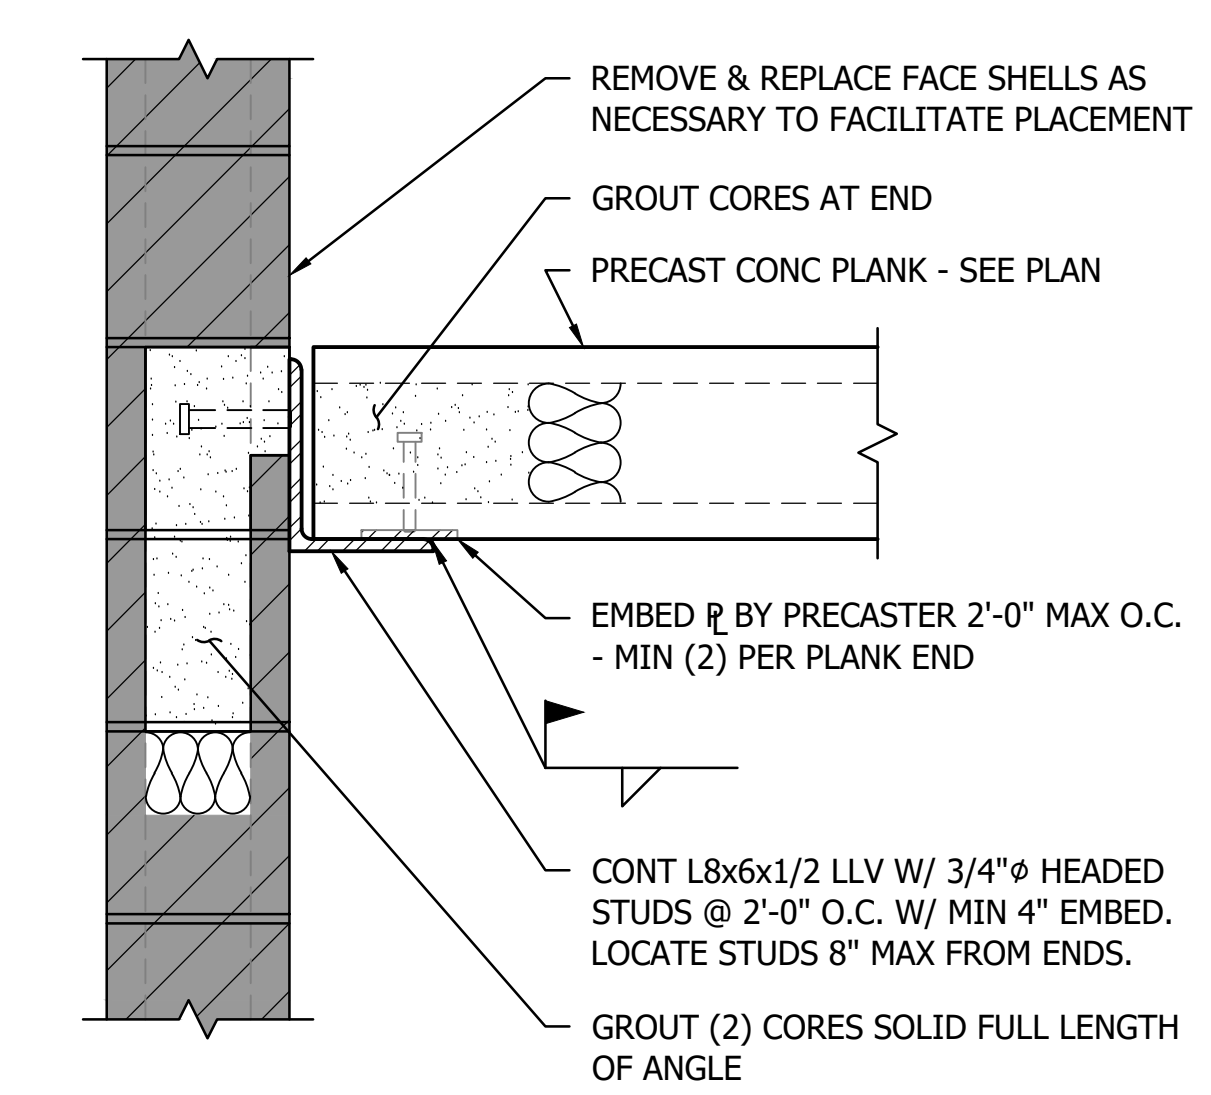 REMOVE & REPLACE FACE SHELLS AS
NECESSARY TO FACILITATE PLACEMENT
GROUT CORES AT END
PRECAST CONC PLANK - SEE PLAN
EMBED ⅊ BY PRECASTER 2'-0" MAX O.C.
- MIN (2) PER PLANK END
CONT L8x6x1/2 LLV W/ 3/4"⌀ HEADED
STUDS @ 2'-0" O.C. W/ MIN 4" EMBED.
LOCATE STUDS 8" MAX FROM ENDS.
GROUT (2) CORES SOLID FULL LENGTH
OF ANGLE